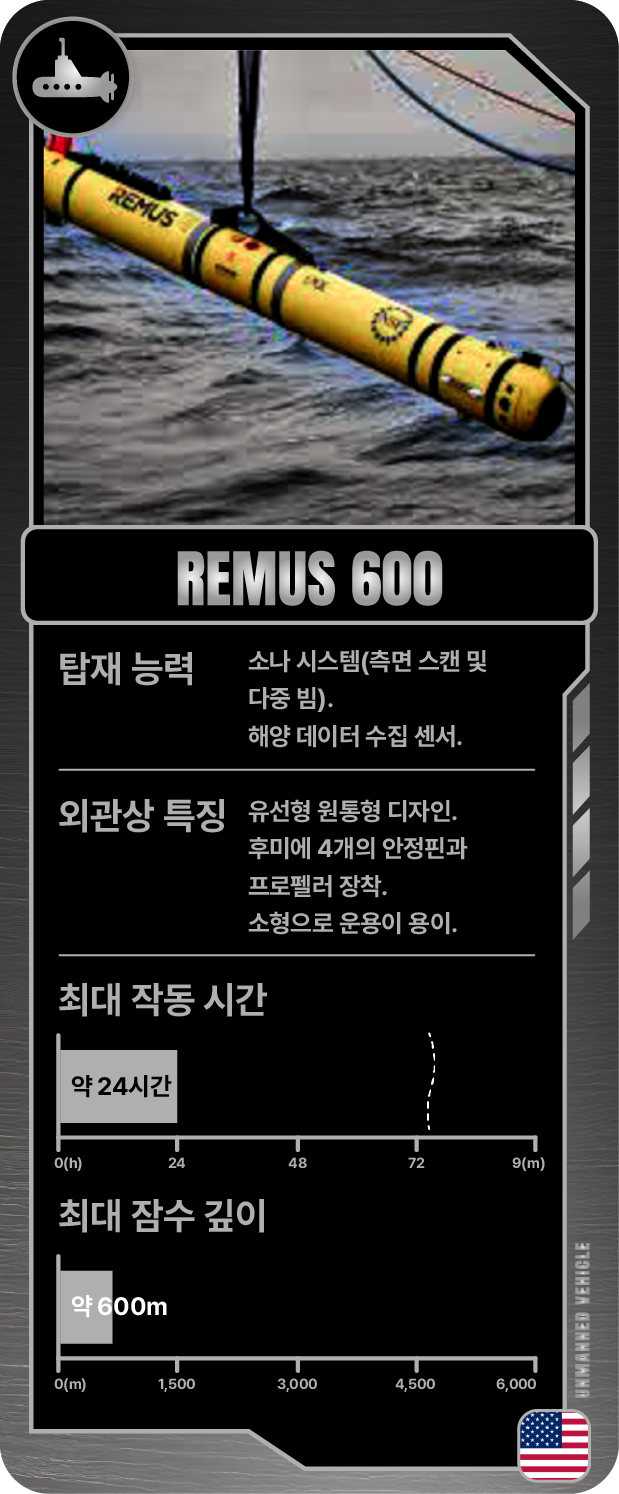 REMUS
REMUS 600
탑재 능력
소나 시스템(측면 스캔 및
다중 빔).
해양 데이터 수집 센서.
외관상 특징
유선형 원통형 디자인.
후미에 4개의 안정핀과
프로펠러 장착.
소형으로 운용이 용이.
최대 작동 시간
약 24시간
0(h) 24 48 72 9(m)
최대 잠수 깊이
약 600m
0(m) 1,500 3,000 4,500 6,000
UNMANNED VEHICLE